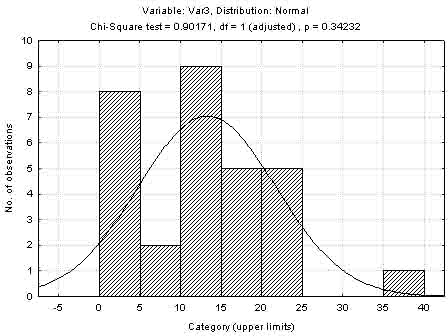 Variable: Var3, Distribution: Normal
Chi-Square test = 0.90171, df = 1 (adjusted) , p = 0.34232
10
9
8
7
6
5
4
3
2
1
0
No. of observations
-5 0 5 10 15 20 25 30 35 40
Category (upper limits)